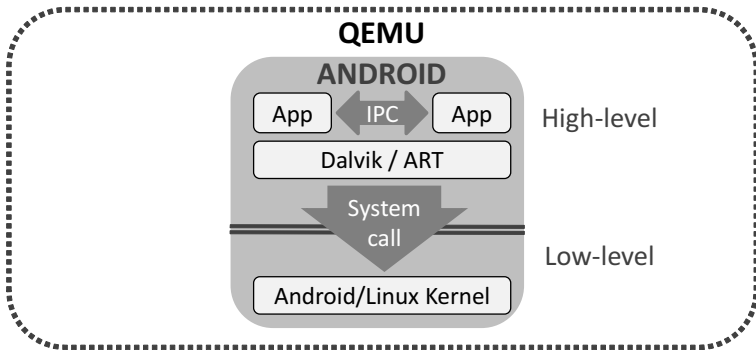 QEMU
ANDROID
App
IPC
App
High-level
Dalvik / ART
System
call
Low-level
Android/Linux Kernel